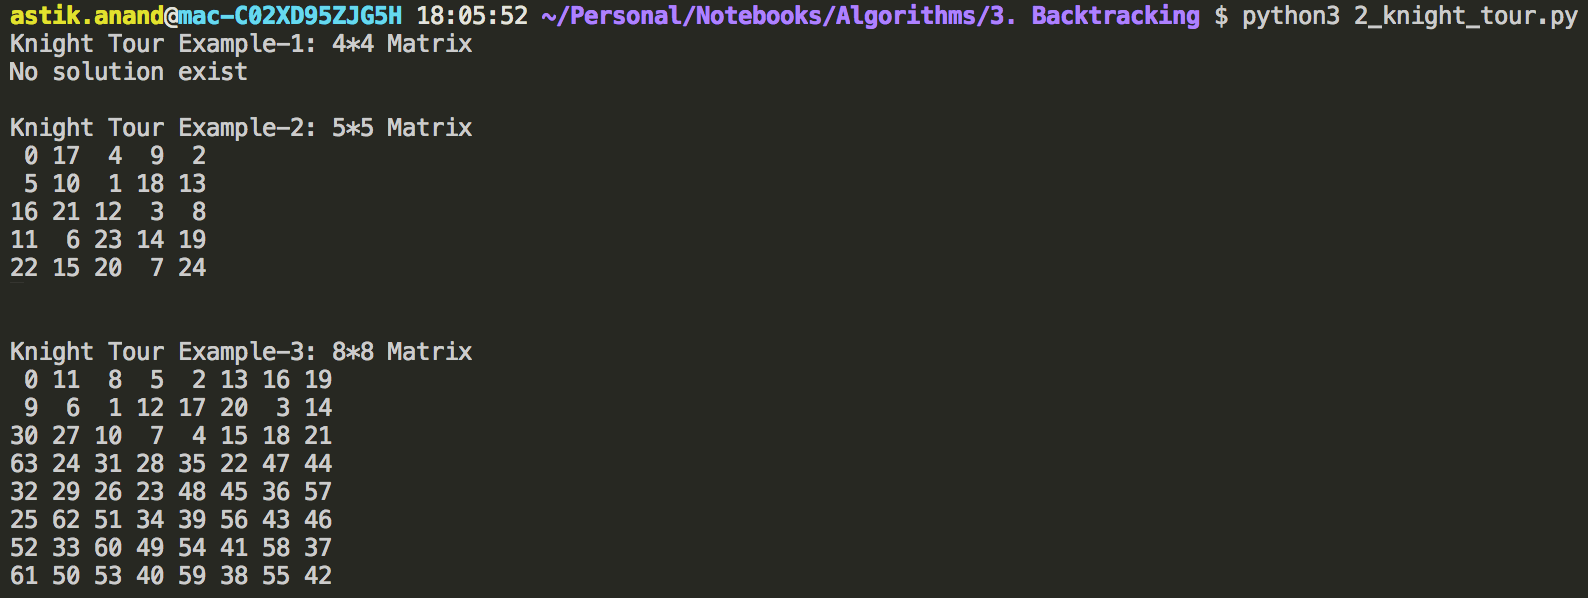 astik.anand@mac-C02XD95ZJG5H 18:05:52 ~/Personal/Notebooks/Algorithms/3. Backtracking $ python3 2_knight_tour.py
Knight Tour Example-1: 4*4 Matrix
No solution exist

Knight Tour Example-2: 5*5 Matrix
 0 17  4  9  2
 5 10  1 18 13
16 21 12  3  8
11  6 23 14 19
22 15 20  7 24

Knight Tour Example-3: 8*8 Matrix
 0 11  8  5  2 13 16 19
 9  6  1 12 17 20  3 14
30 27 10  7  4 15 18 21
63 24 31 28 35 22 47 44
32 29 26 23 48 45 36 57
25 62 51 34 39 56 43 46
52 33 60 49 54 41 58 37
61 50 53 40 59 38 55 42